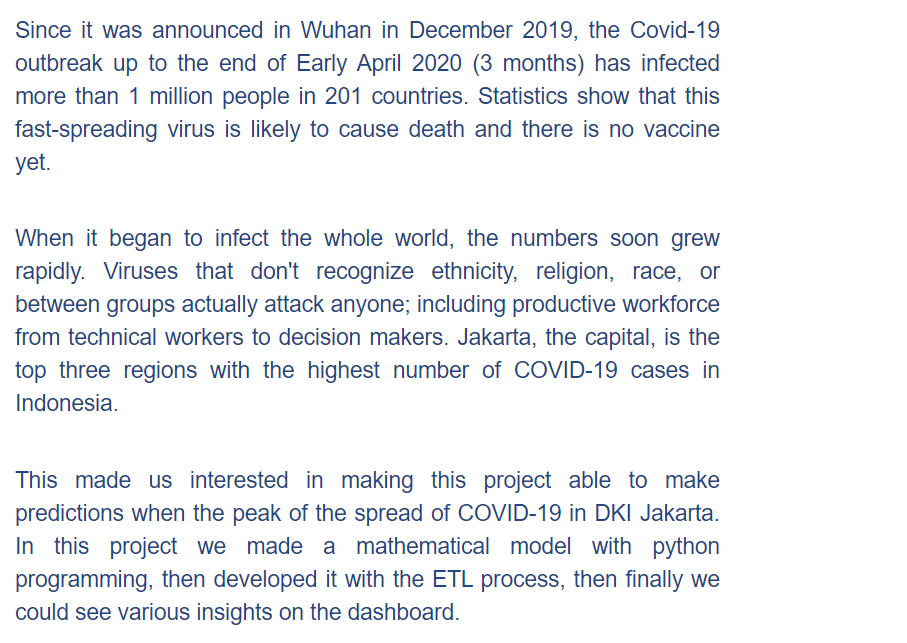 Since it was announced in Wuhan in December 2019, the Covid-19
outbreak up to the end of Early April 2020 (3 months) has infected
more than 1 million people in 201 countries. Statistics show that this
fast-spreading virus is likely to cause death and there is no vaccine
yet.
When it began to infect the whole world, the numbers soon grew
rapidly. Viruses that don't recognize ethnicity, religion, race, or
between groups actually attack anyone; including productive workforce
from technical workers to decision makers. Jakarta, the capital, is the
top three regions with the highest number of COVID-19 cases in
Indonesia.
This made us interested in making this project able to make
predictions when the peak of the spread of COVID-19 in DKI Jakarta.
In this project we made a mathematical model with python
programming, then developed it with the ETL process, then finally we
could see various insights on the dashboard.